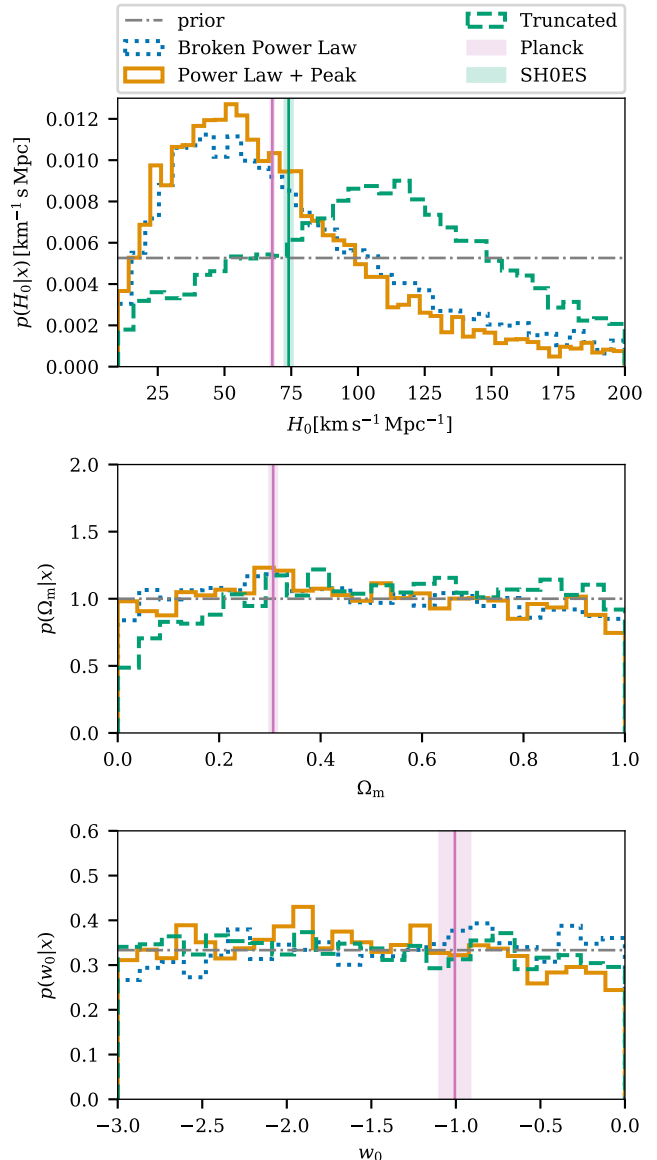 prior
Broken Power Law
Power Law + Peak
Truncated
Planck
SH0ES
0.012
0.010
0.008
0.006
0.004
0.002
0.000
p(H₀|x) [km⁻¹ s Mpc]
25 50 75 100 125 150 175 200
H₀[km s⁻¹ Mpc⁻¹]
2.0
1.5
1.0
0.5
0.0
p(Ωₘ|x)
0.0 0.2 0.4 0.6 0.8 1.0
Ωₘ
0.6
0.5
0.4
0.3
0.2
0.1
0.0
p(w₀|x)
−3.0 −2.5 −2.0 −1.5 −1.0 −0.5 0.0
w₀